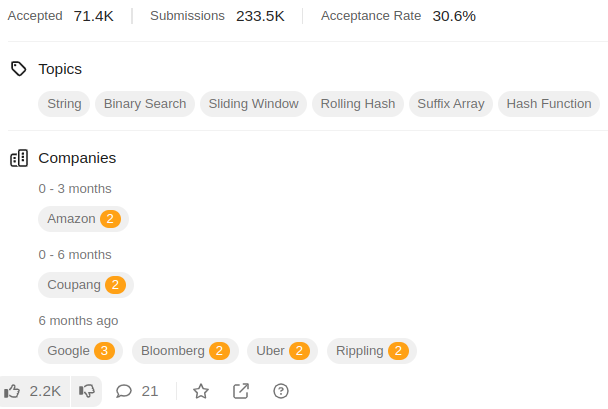 Accepted 71.4K Submissions 233.5K Acceptance Rate 30.6%
Topics
String Binary Search Sliding Window Rolling Hash Suffix Array Hash Function
Companies
0 - 3 months
Amazon 2
0 - 6 months
Coupang 2
6 months ago
Google 3 Bloomberg 2 Uber 2 Rippling 2
2.2K 21